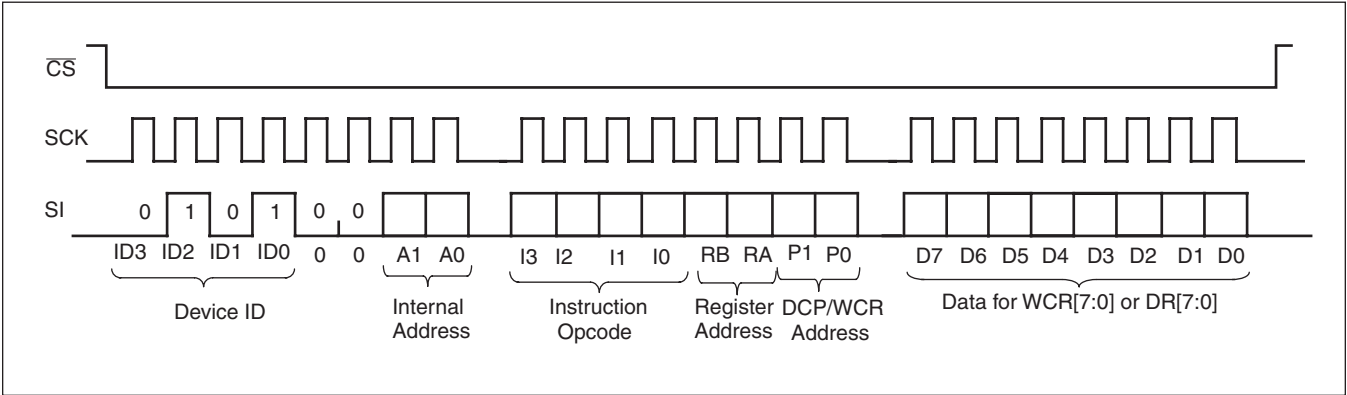 CS
SCK
SI
0 1 0 1 0 0
ID3 ID2 ID1 ID0 0 0 A1 A0 I3 I2 I1 I0 RB RA P1 P0 D7 D6 D5 D4 D3 D2 D1 D0
Device ID
Internal
Address
Instruction
Opcode
Register
Address
DCP/WCR
Address
Data for WCR[7:0] or DR[7:0]